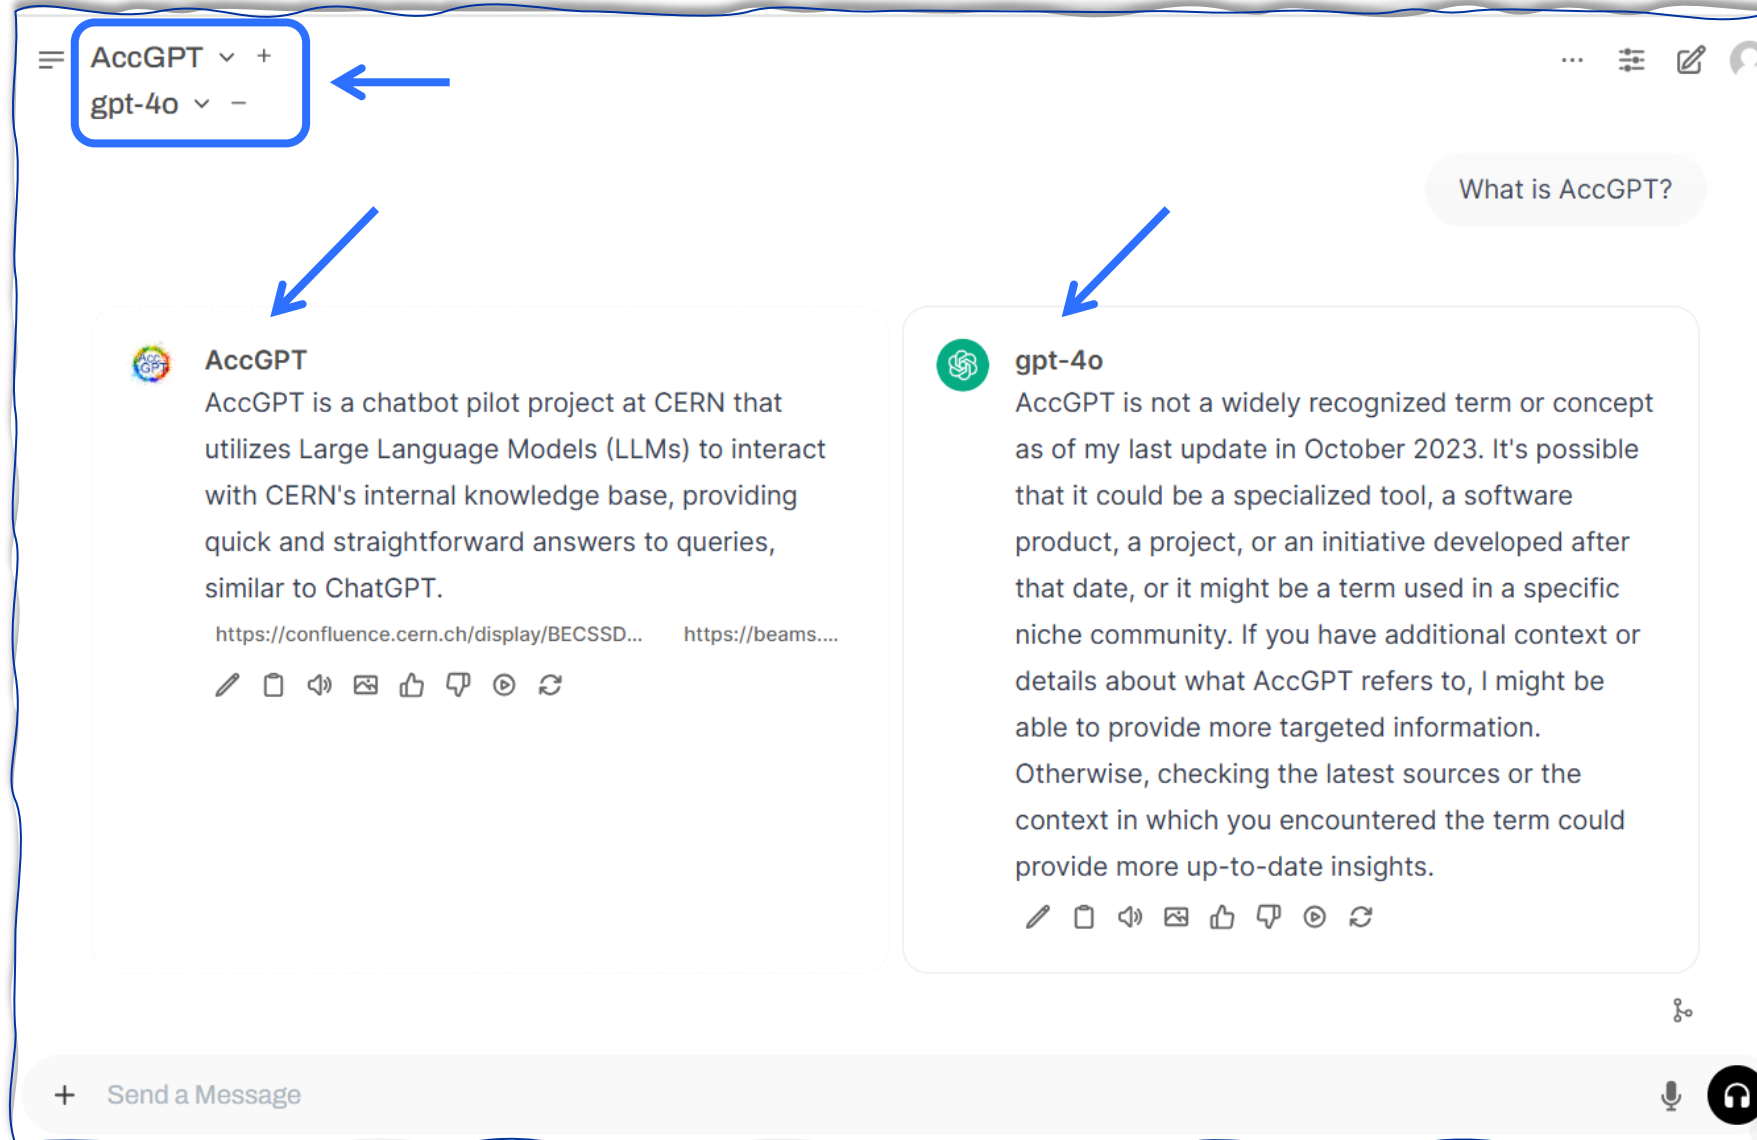 AccGPT
gpt-4o
What is AccGPT?
AccGPT
AccGPT
AccGPT is a chatbot pilot project at CERN that
utilizes Large Language Models (LLMs) to interact
with CERN's internal knowledge base, providing
quick and straightforward answers to queries,
similar to ChatGPT.
https://confluence.cern.ch/display/BECSSD... https://beams....
gpt-4o
AccGPT is not a widely recognized term or concept
as of my last update in October 2023. It's possible
that it could be a specialized tool, a software
product, a project, or an initiative developed after
that date, or it might be a term used in a specific
niche community. If you have additional context or
details about what AccGPT refers to, I might be
able to provide more targeted information.
Otherwise, checking the latest sources or the
context in which you encountered the term could
provide more up-to-date insights.
Send a Message